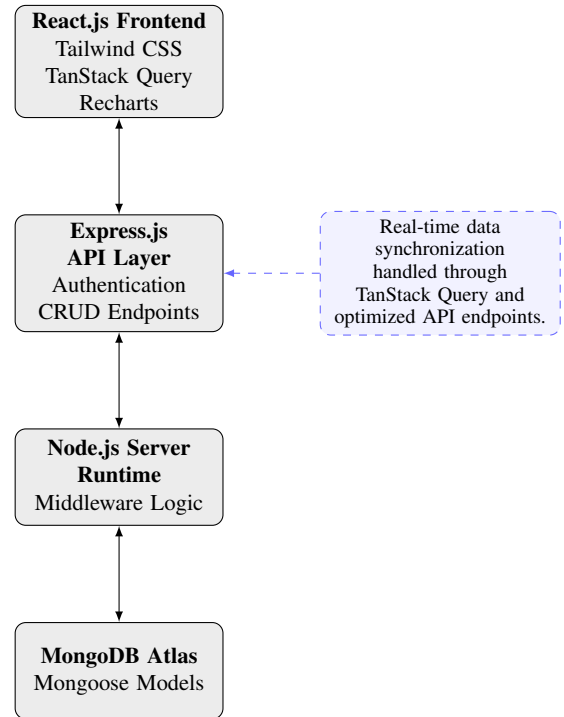 React.js Frontend
Tailwind CSS
TanStack Query
Recharts
Express.js
API Layer
Authentication
CRUD Endpoints
Real-time data
synchronization
handled through
TanStack Query and
optimized API endpoints.
Node.js Server
Runtime
Middleware Logic
MongoDB Atlas
Mongoose Models